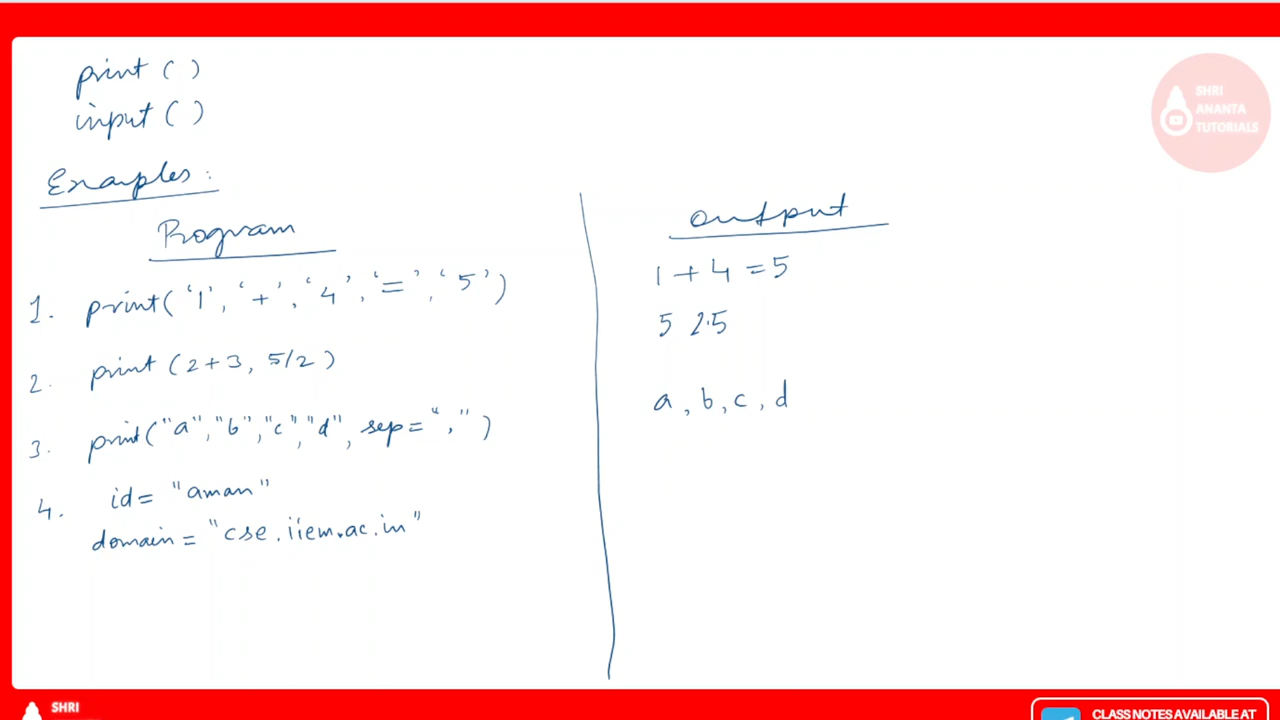 print ( )
input ( )
SHRI
ANANTA
TUTORIALS
Examples :
Program
output
1. print( '1', '+', '4', '=', '5')
1 + 4 = 5
2. print (2+3, 5/2)
5 2.5
3. print("a","b","c","d", sep= ",")
a , b, c, d
4. id= "aman"
domain = "cse.iiem.ac.in"
SHRI
CLASS NOTES AVAILABLE AT